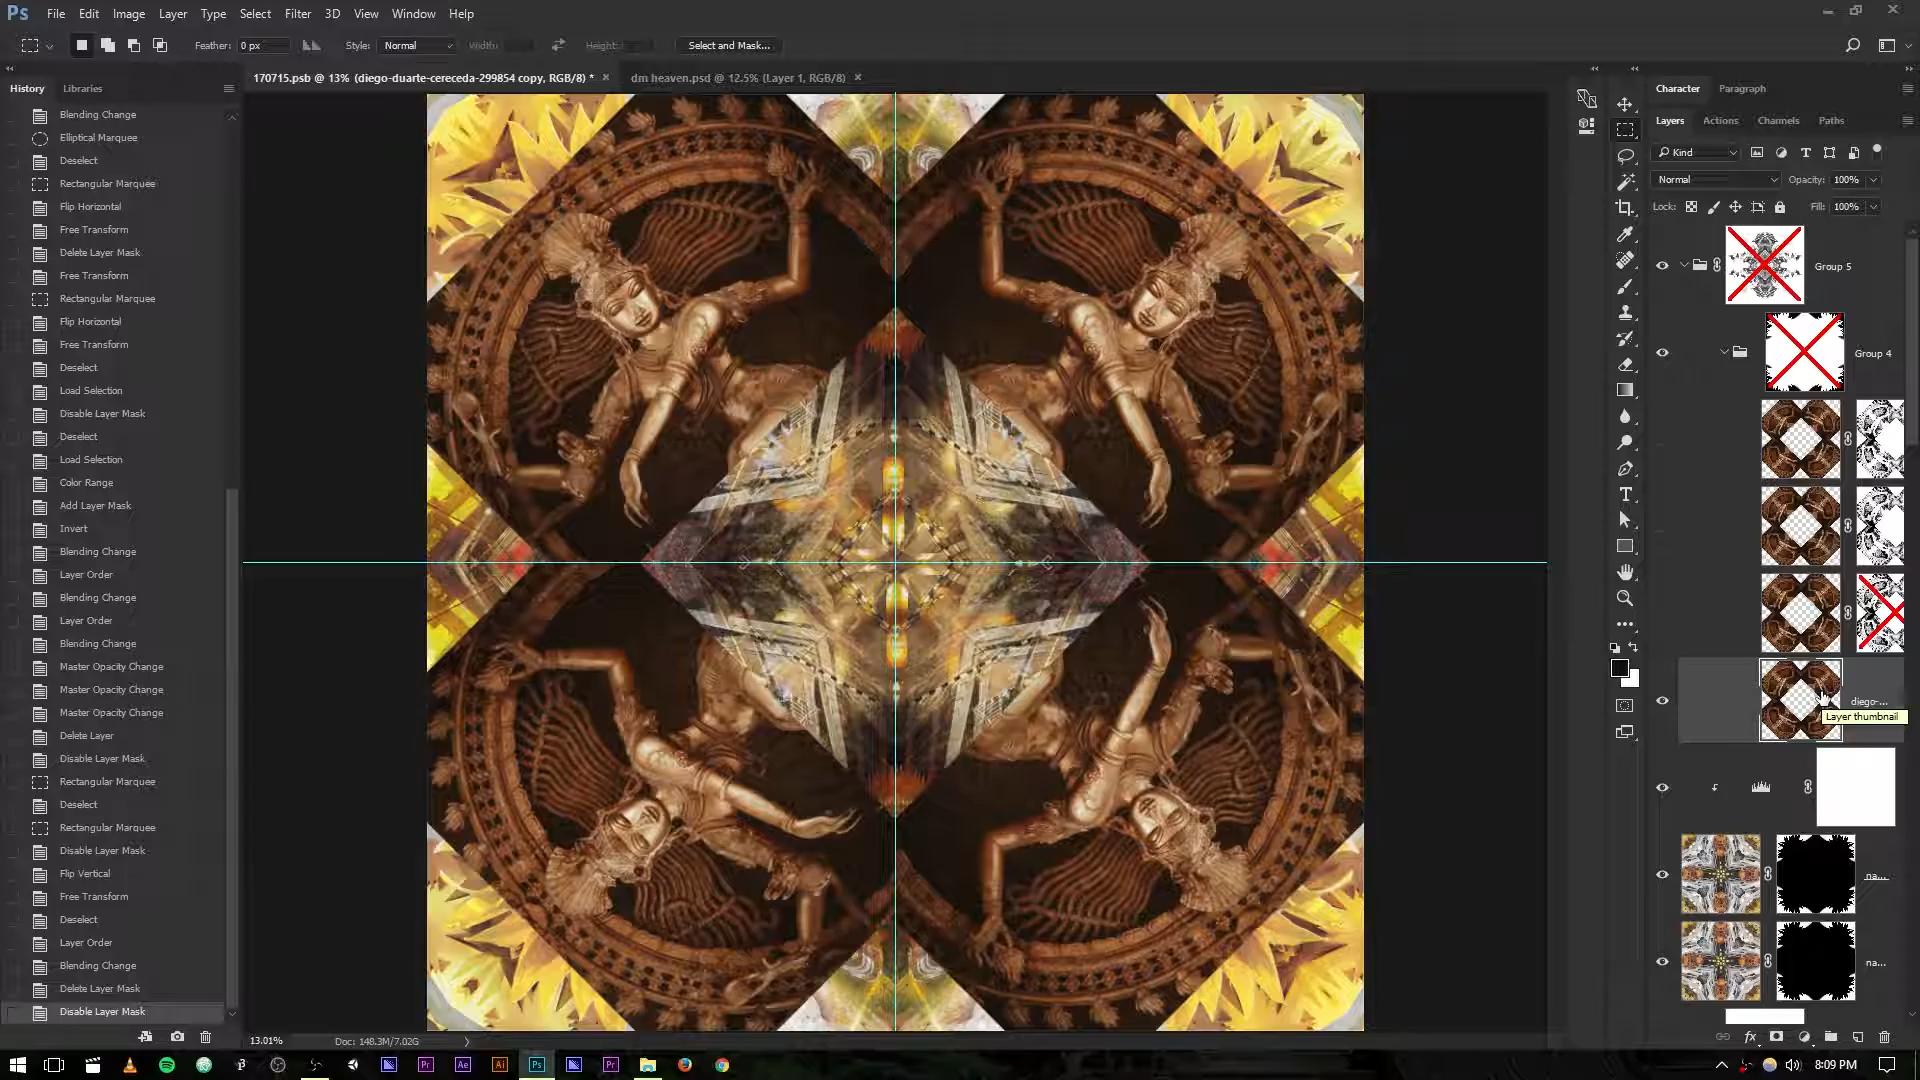 Ps File Edit Image Layer Type Select Filter 3D View Window Help
Feather: 0 px Style: Normal Width: Height: Select and Mask...
170715.psb @ 13% (diego-duarte-cereceda-299854 copy, RGB/8) * × dm heaven.psd @ 12.5% (Layer 1, RGB/8) ×
History Libraries
Blending Change
Elliptical Marquee
Deselect
Rectangular Marquee
Flip Horizontal
Free Transform
Delete Layer Mask
Free Transform
Rectangular Marquee
Flip Horizontal
Free Transform
Deselect
Load Selection
Disable Layer Mask
Deselect
Load Selection
Color Range
Add Layer Mask
Invert
Blending Change
Layer Order
Blending Change
Layer Order
Blending Change
Master Opacity Change
Master Opacity Change
Master Opacity Change
Delete Layer
Disable Layer Mask
Rectangular Marquee
Deselect
Rectangular Marquee
Disable Layer Mask
Flip Vertical
Free Transform
Deselect
Layer Order
Blending Change
Delete Layer Mask
Disable Layer Mask
Character Paragraph
Layers Actions Channels Paths
Kind
Normal Opacity: 100%
Lock: Fill: 100%
Group 5
Group 4
diego-...
Layer thumbnail
na...
na...
fx
13.01% Doc: 148.3M/7.02G
Pr Ae Ai Ps Pr
8:09 PM